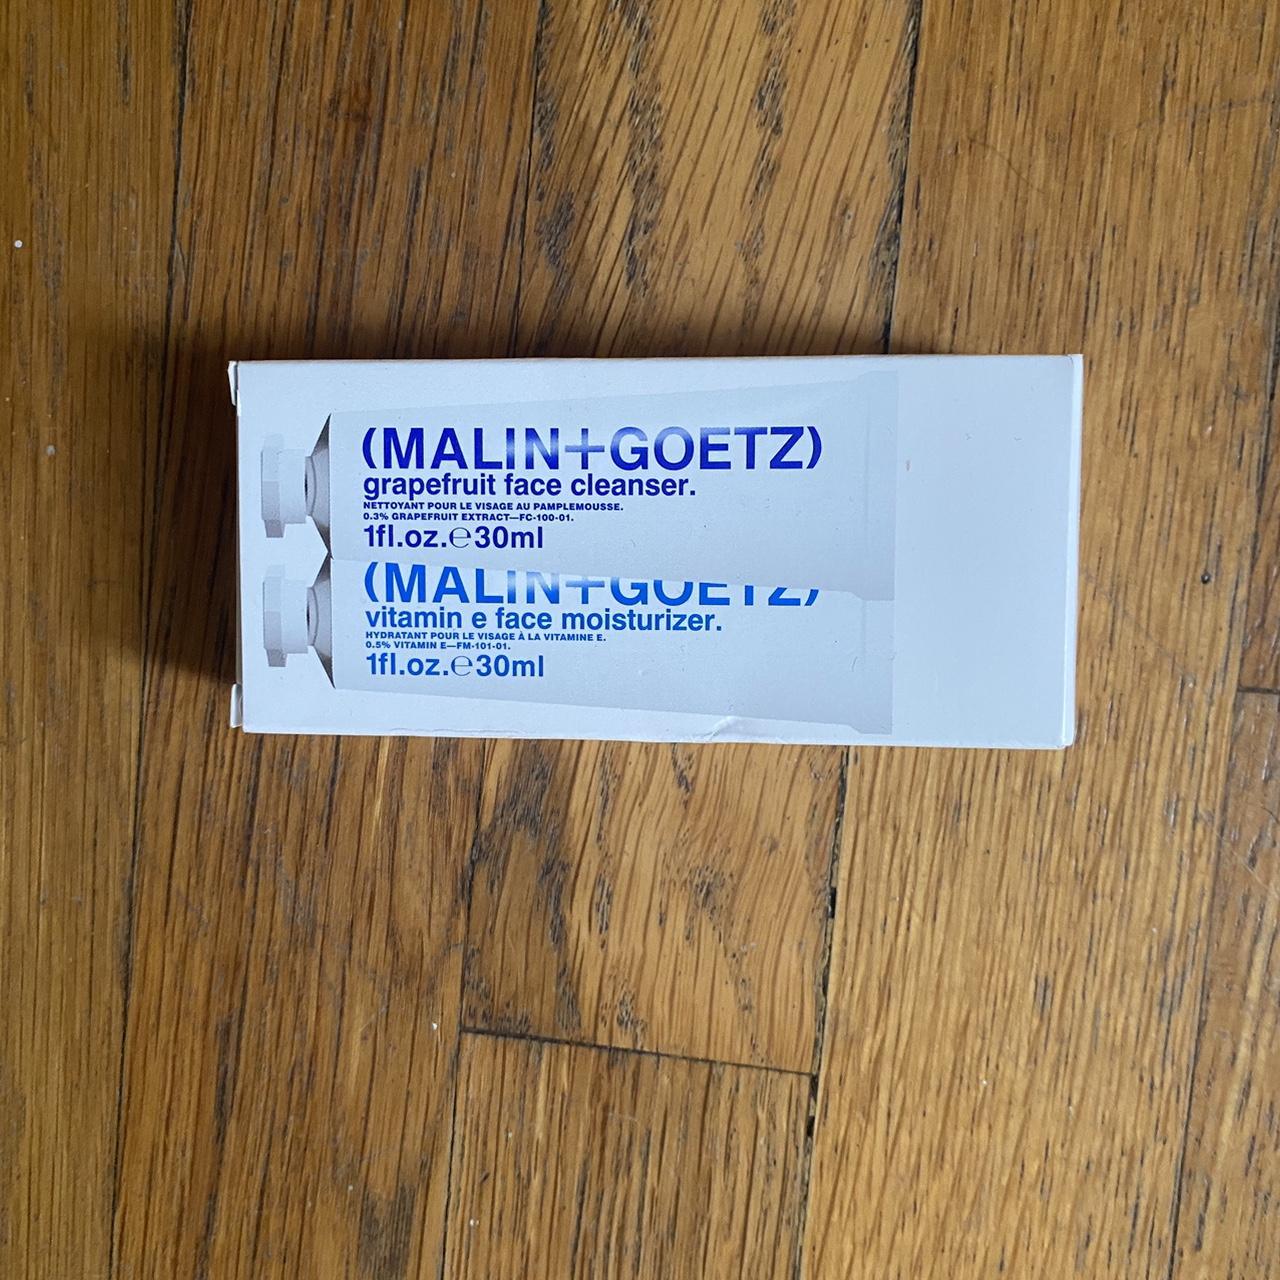 (MALIN+GOETZ)
grapefruit face cleanser.
NETTOYANT POUR LE VISAGE AU PAMPLEMOUSSE.
0.3% GRAPEFRUIT EXTRACT—FC-100-01.
1fl.oz.℮30ml
(MALIN+GOETZ)
vitamin e face moisturizer.
HYDRATANT POUR LE VISAGE À LA VITAMINE E.
0.5% VITAMIN E—FM-101-01.
1fl.oz.℮30ml